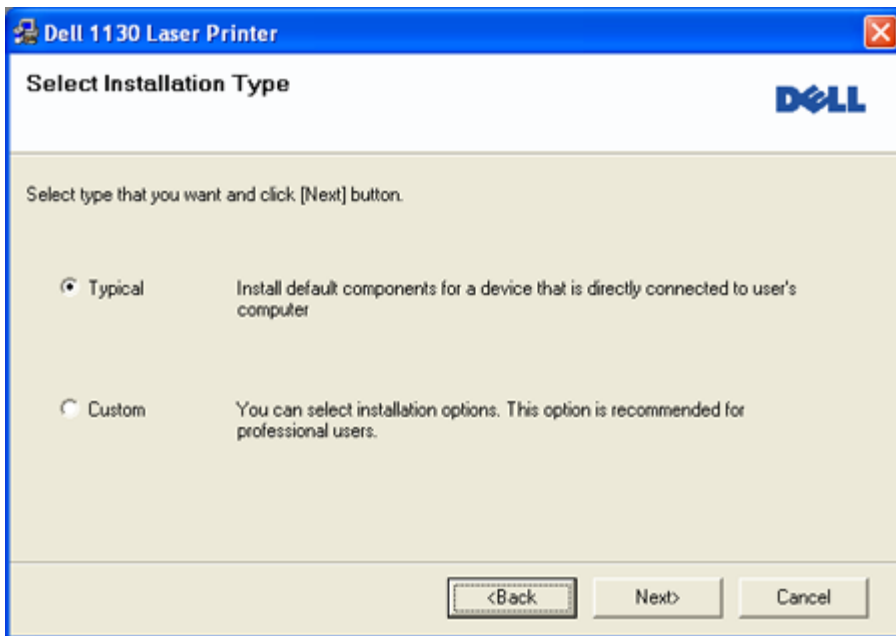 Dell 1130 Laser Printer
Select Installation Type
DELL
Select type that you want and click [Next] button.
Typical
Install default components for a device that is directly connected to user's
computer
Custom
You can select installation options. This option is recommended for
professional users.
<Back
Next>
Cancel